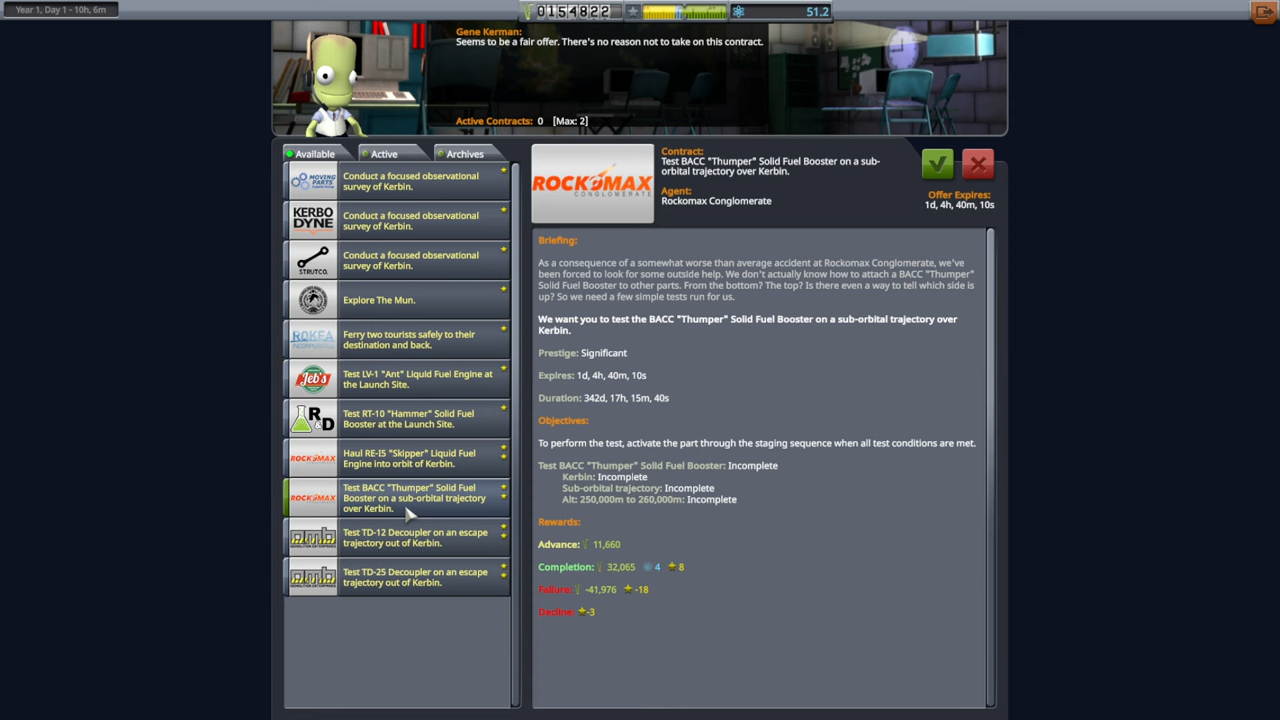 Year 1, Day 1 - 10h, 6m
0154822
51.2
Gene Kerman:
Seems to be a fair offer. There's no reason not to take on this contract.
Active Contracts: 0 [Max: 2]
Available
Active
Archives
MOVING PARTS
Conduct a focused observational
survey of Kerbin.
KERBO
DYNE
Conduct a focused observational
survey of Kerbin.
STRUTCO.
Conduct a focused observational
survey of Kerbin.
Explore The Mun.
ROKEA
Ferry two tourists safely to their
destination and back.
Jeb's
Test LV-1 "Ant" Liquid Fuel Engine at
the Launch Site.
R&D
Test RT-10 "Hammer" Solid Fuel
Booster at the Launch Site.
ROCKOMAX
Haul RE-I5 "Skipper" Liquid Fuel
Engine into orbit of Kerbin.
ROCKOMAX
Test BACC "Thumper" Solid Fuel
Booster on a sub-orbital trajectory
over Kerbin.
Test TD-12 Decoupler on an escape
trajectory out of Kerbin.
Test TD-25 Decoupler on an escape
trajectory out of Kerbin.
ROCKOMAX
CONGLOMERATE
Contract:
Test BACC "Thumper" Solid Fuel Booster on a sub-
orbital trajectory over Kerbin.
Agent:
Rockomax Conglomerate
Offer Expires:
1d, 4h, 40m, 10s
Briefing:
As a consequence of a somewhat worse than average accident at Rockomax Conglomerate, we've
been forced to look for some outside help. We don't actually know how to attach a BACC "Thumper"
Solid Fuel Booster to other parts. From the bottom? The top? Is there even a way to tell which side is
up? So we need a few simple tests run for us.
We want you to test the BACC "Thumper" Solid Fuel Booster on a sub-orbital trajectory over
Kerbin.
Prestige: Significant
Expires: 1d, 4h, 40m, 10s
Duration: 342d, 17h, 15m, 40s
Objectives:
To perform the test, activate the part through the staging sequence when all test conditions are met.
Test BACC "Thumper" Solid Fuel Booster: Incomplete
Kerbin: Incomplete
Sub-orbital trajectory: Incomplete
Alt: 250,000m to 260,000m: Incomplete
Rewards:
Advance: 11,660
Completion: 32,065 4 8
Failure: -41,976 -18
Decline: -3